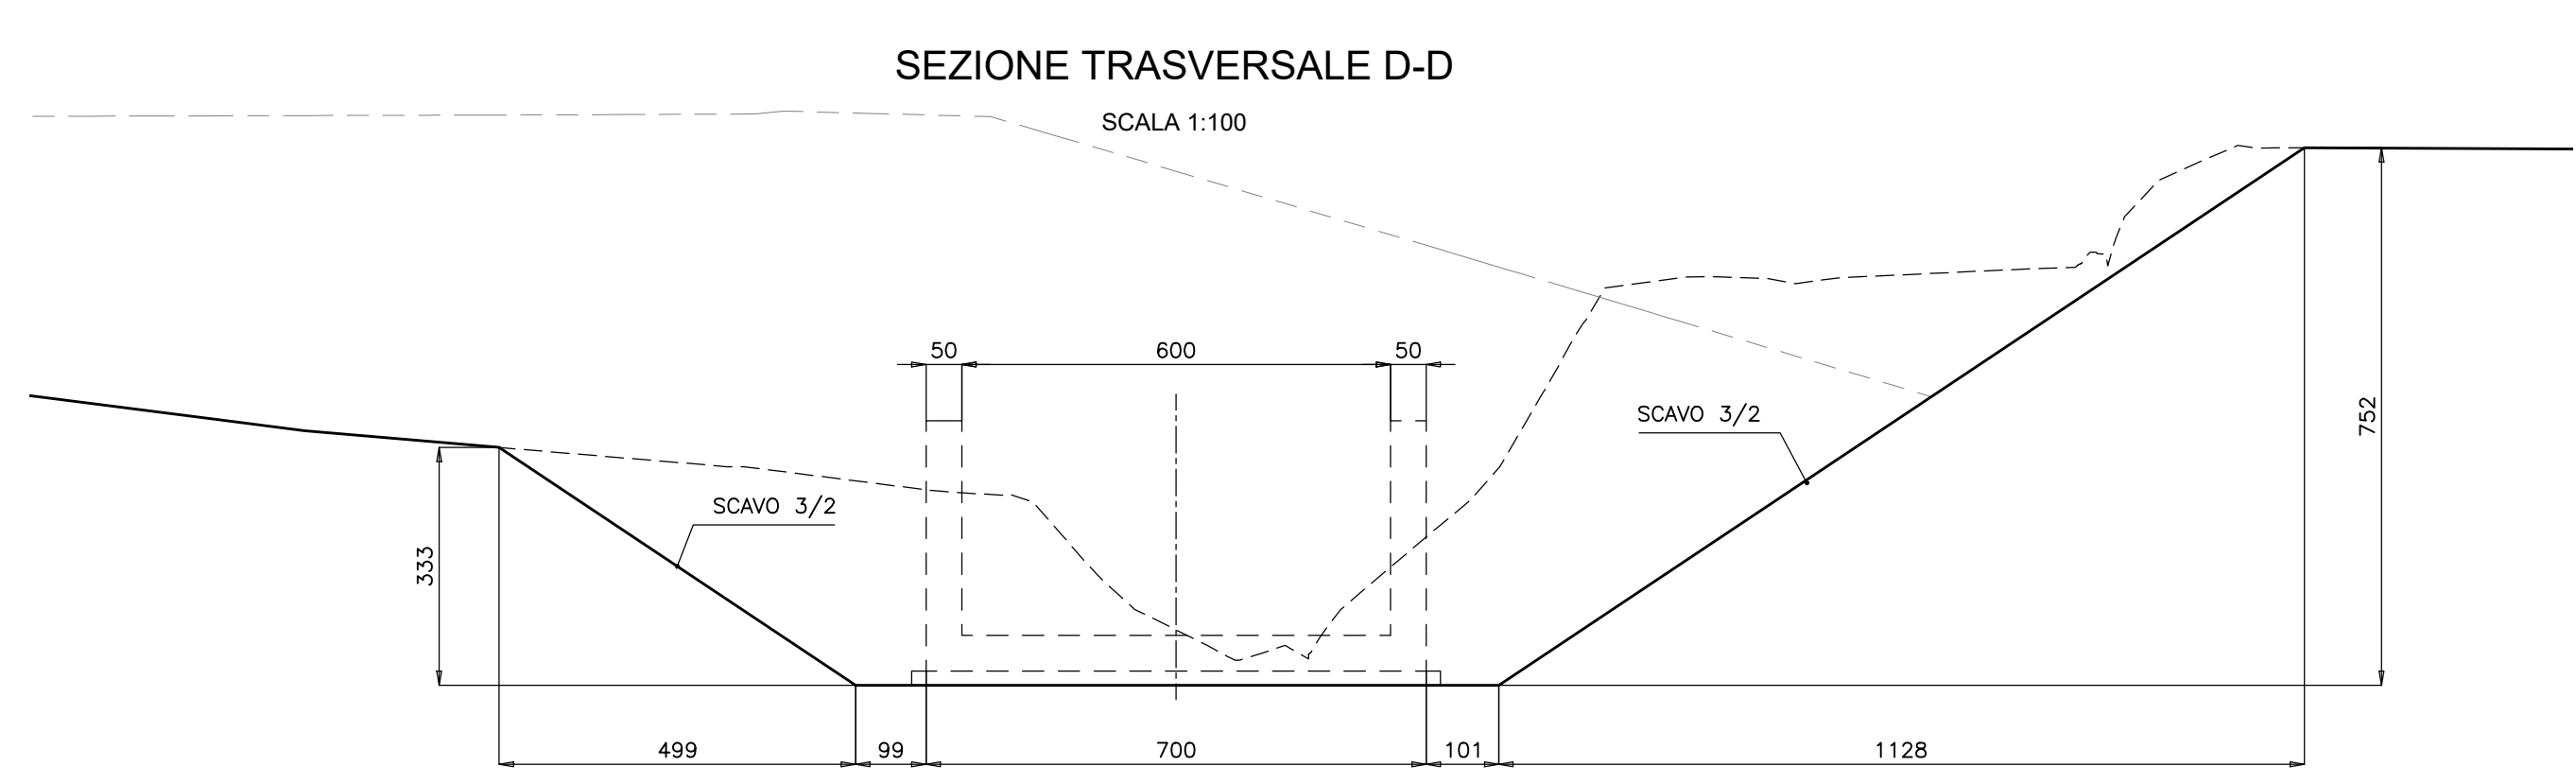 SEZIONE TRASVERSALE D-D
SCALA 1:100
50 600 50
SCAVO 3/2
752
SCAVO 3/2
333
499 99 700 101 1128